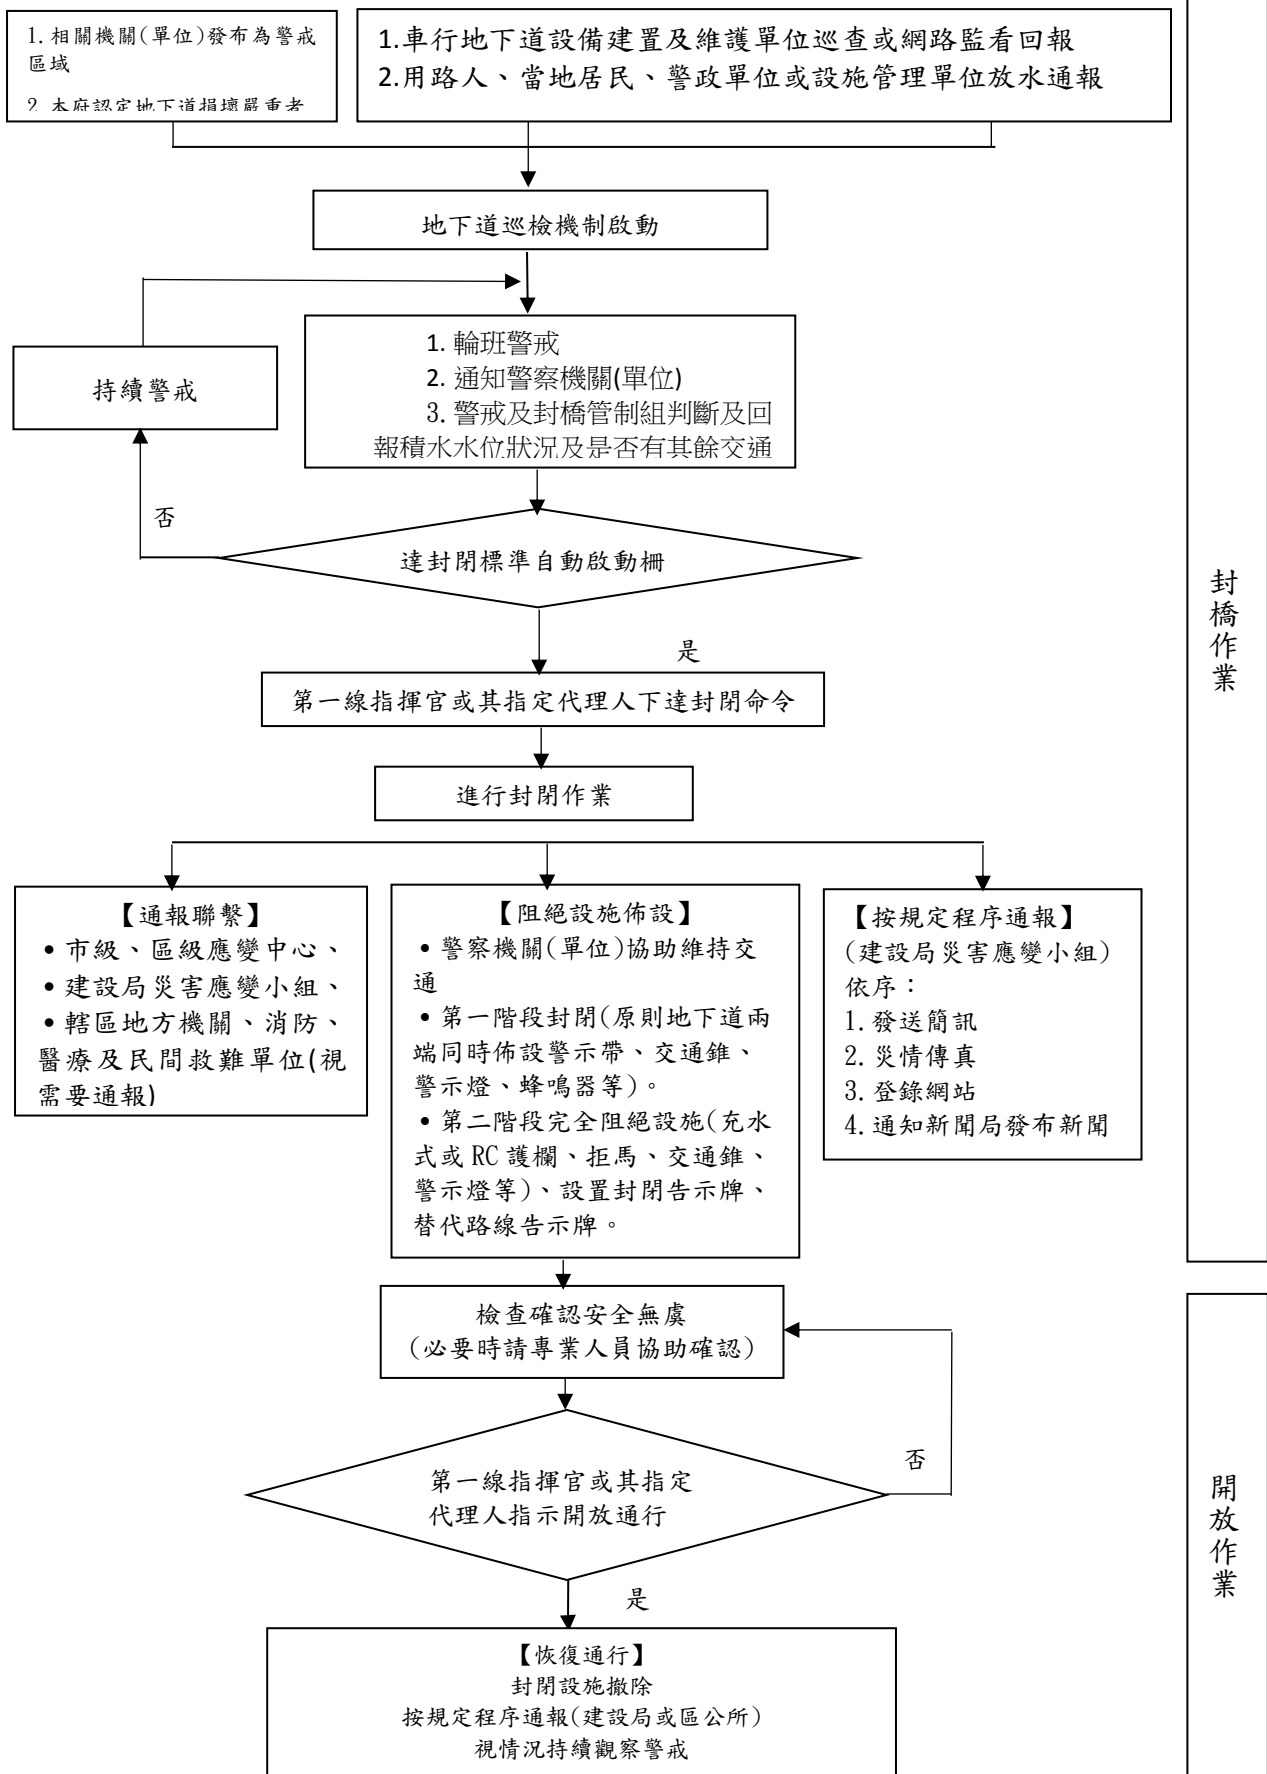 1.相關機關(單位)發布為警戒
區域
2.本府認定地下道損壞嚴重者
1.車行地下道設備建置及維護單位巡查或網路監看回報
2.用路人、當地居民、警政單位或設施管理單位放水通報
地下道巡檢機制啟動
持續警戒
1. 輪班警戒
2. 通知警察機關(單位)
3. 警戒及封橋管制組判斷及回
報積水水位狀況及是否有其餘交通
否
達封閉標準自動啟動柵
是
第一線指揮官或其指定代理人下達封閉命令
進行封閉作業
【通報聯繫】
•市級、區級應變中心、
•建設局災害應變小組、
•轄區地方機關、消防、
醫療及民間救難單位(視
需要通報)
【阻絕設施佈設】
•警察機關(單位)協助維持交
通
•第一階段封閉(原則地下道兩
端同時佈設警示帶、交通錐、
警示燈、蜂鳴器等)。
•第二階段完全阻絕設施(充水
式或 RC 護欄、拒馬、交通錐、
警示燈等)、設置封閉告示牌、
替代路線告示牌。
【按規定程序通報】
(建設局災害應變小組)
依序：
1.發送簡訊
2.災情傳真
3.登錄網站
4.通知新聞局發布新聞
封橋作業
檢查確認安全無虞
(必要時請專業人員協助確認)
第一線指揮官或其指定
代理人指示開放通行
否
是
【恢復通行】
封閉設施撤除
按規定程序通報(建設局或區公所)
視情況持續觀察警戒
開放作業